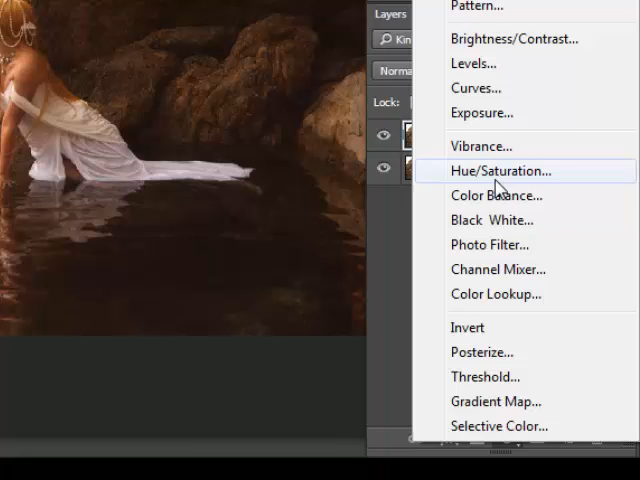 Pattern...
Layers
Brightness/Contrast...
Levels...
Norma
Curves...
Lock:
Exposure...
Vibrance...
Hue/Saturation...
Color Balance...
Black  White...
Photo Filter...
Channel Mixer...
Color Lookup...
Invert
Posterize...
Threshold...
Gradient Map...
Selective Color...